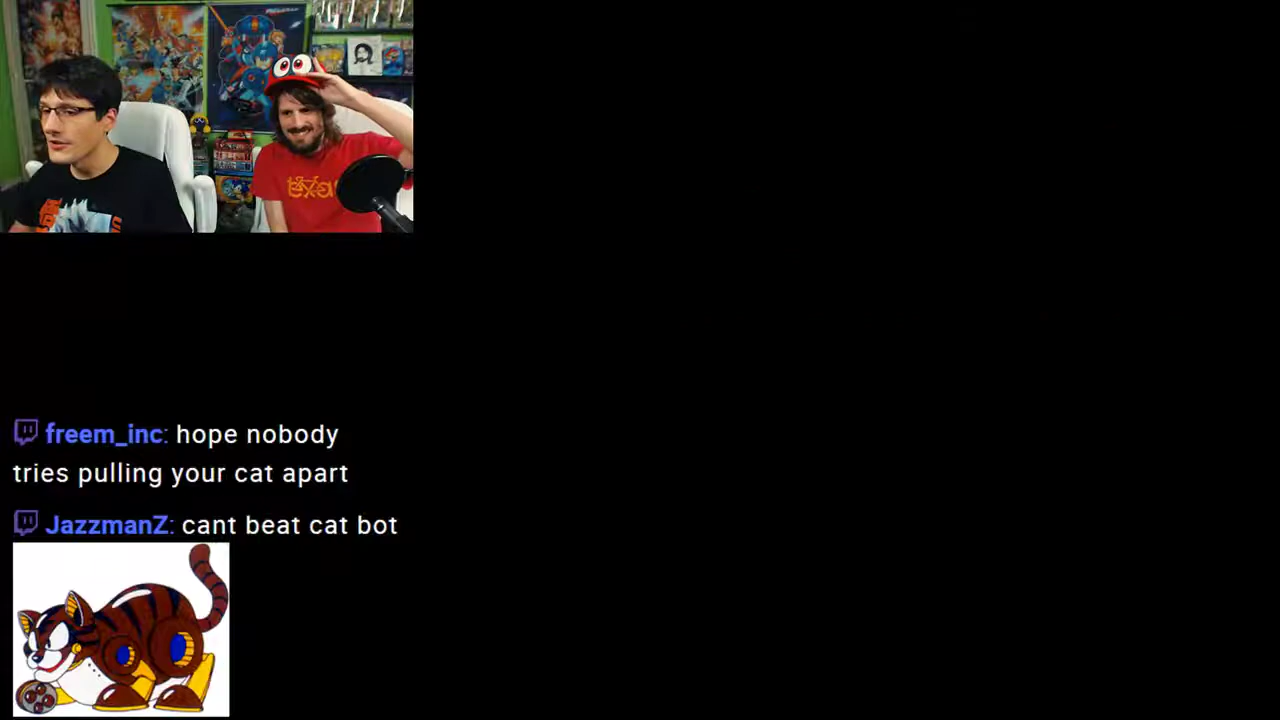 freem_inc: hope nobody
tries pulling your cat apart
JazzmanZ: cant beat cat bot